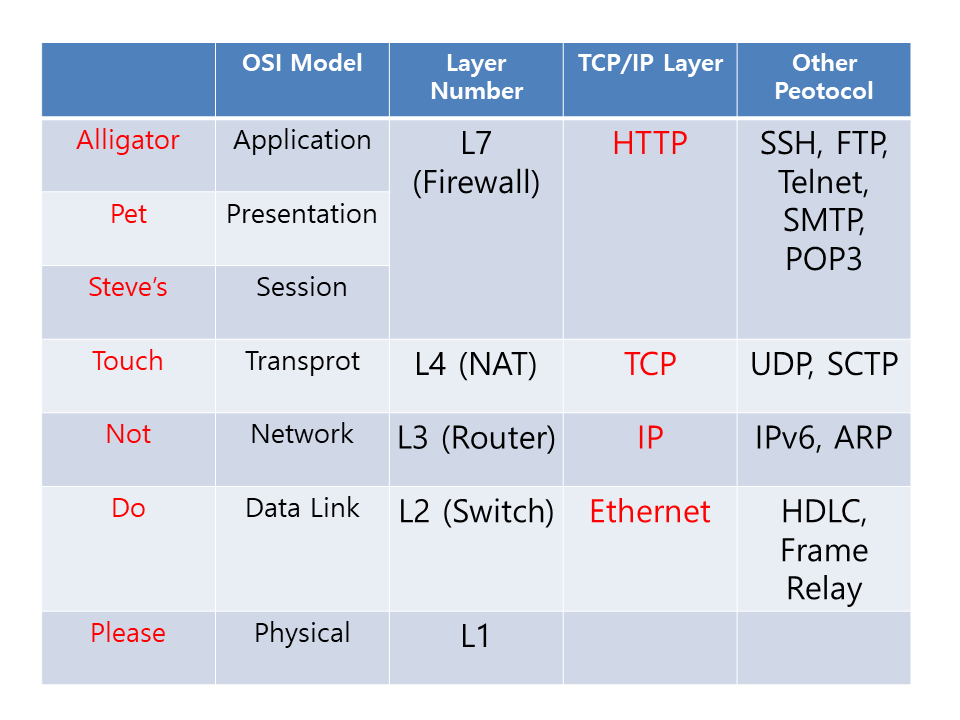 OSI Model
Layer
Number
TCP/IP Layer
Other
Peotocol
Alligator
Application
L7
(Firewall)
HTTP
SSH, FTP,
Telnet,
SMTP,
POP3
Pet
Presentation
Steve’s
Session
Touch
Transprot
L4 (NAT)
TCP
UDP, SCTP
Not
Network
L3 (Router)
IP
IPv6, ARP
Do
Data Link
L2 (Switch)
Ethernet
HDLC,
Frame
Relay
Please
Physical
L1